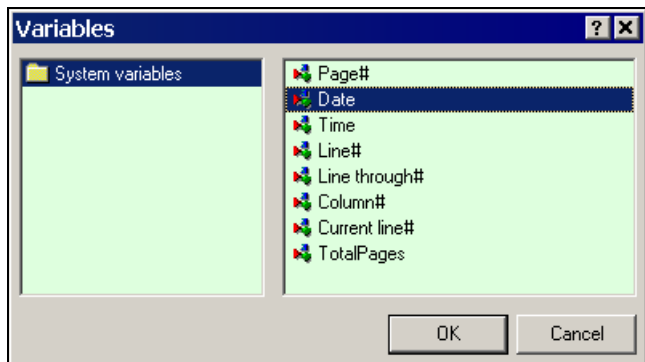 Variables
System variables
Page#
Date
Time
Line#
Line through#
Column#
Current line#
TotalPages
OK
Cancel